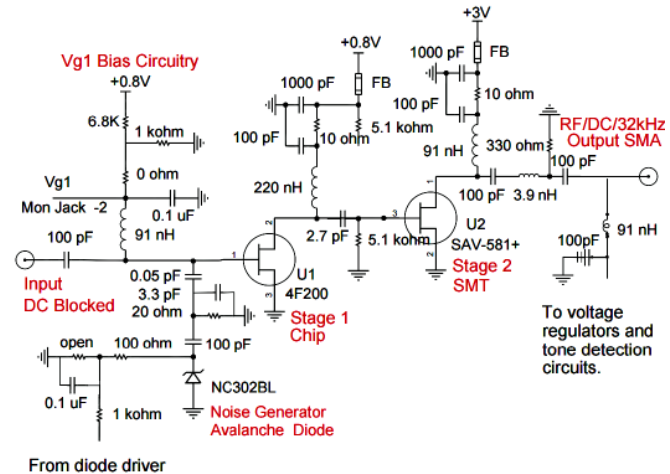 +3V
+0.8V
1000 pF
FB
Vg1 Bias Circuitry
+0.8V
1000 pF
FB
10 ohm
100 pF
6.8K
1 kohm
5.1 kohm
10 ohm
100 pF
91 nH
330 ohm
RF/DC/32kHz
Output SMA
100 pF
0 ohm
Vg1
Mon Jack -2
220 nH
1
0.1 uF
100 pF
3.9 nH
2
3
91 nH
2.7 pF
5.1 kohm
U2
SAV-581+
2
100 pF
91 nH
1
Input
DC Blocked
0.05 pF
3.3 pF
20 ohm
U1
4F200
3
Stage 1
Chip
Stage 2
SMT
100pF
To voltage
regulators and
tone detection
circuits.
open
100 ohm
100 pF
0.1 uF
1 kohm
NC302BL
Noise Generator
Avalanche Diode
From diode driver